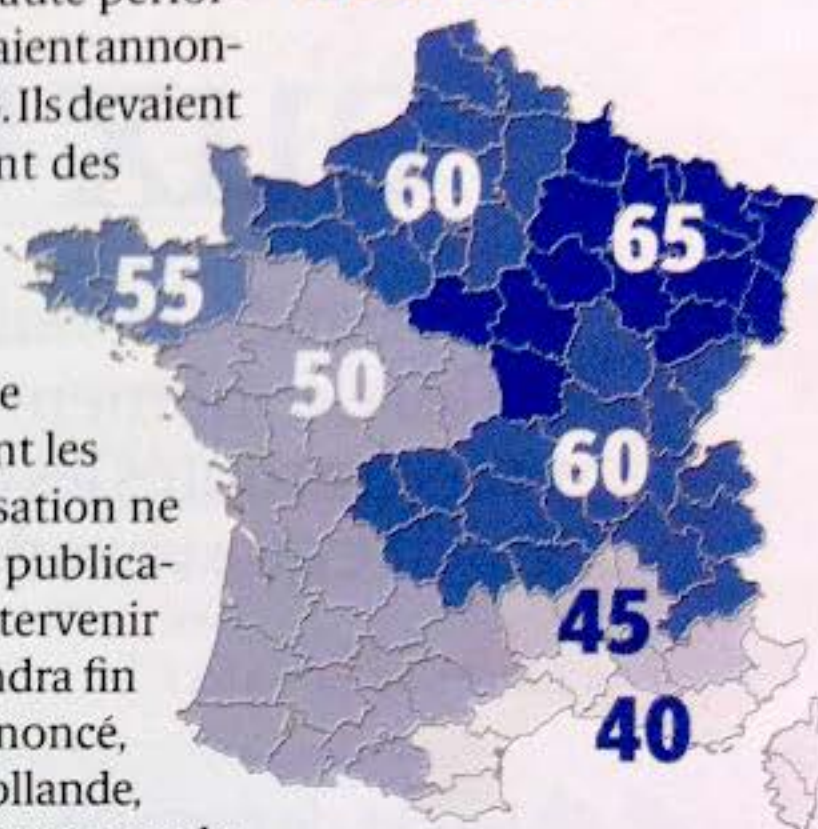 aient annon-
. Ils devaient
nt des
e
nt les
sation ne
publica-
tervenir
ndra fin
noncé,
ollande,
60
65
55
50
60
45
40